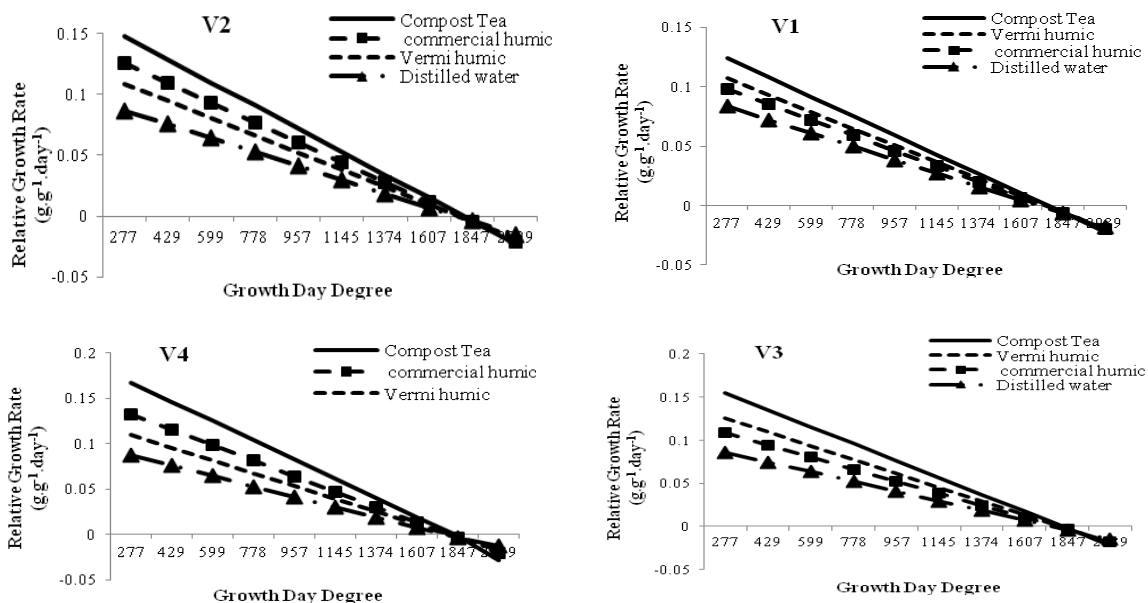 V2
Compost Tea
commercial humic
Vermi humic
Distilled water
Relative Growth Rate
(g.g-1.day-1)
0.15
0.1
0.05
0
-0.05
277 429 599 778 957 1145 1374 1607 1847
Growth Day Degree
V1
Compost Tea
Vermi humic
commercial humic
Distilled water
Relative Growth Rate
(g.g-1.day-1)
0.15
0.1
0.05
0
-0.05
277 429 599 778 957 1145 1374 1607 1847
Growth Day Degree
V4
Compost Tea
commercial humic
Vermi humic
Relative Growth Rate
(g.g-1.day-1)
0.2
0.15
0.1
0.05
0
-0.05
277 429 599 778 957 1145 1374 1607 1847
Growth Day Degree
V3
Compost Tea
Vermi humic
commercial humic
Distilled water
Relative Growth Rate
(g.g-1.day-1)
0.2
0.15
0.1
0.05
0
-0.05
277 429 599 778 957 1145 1374 1607 1847
Growth Day Degree